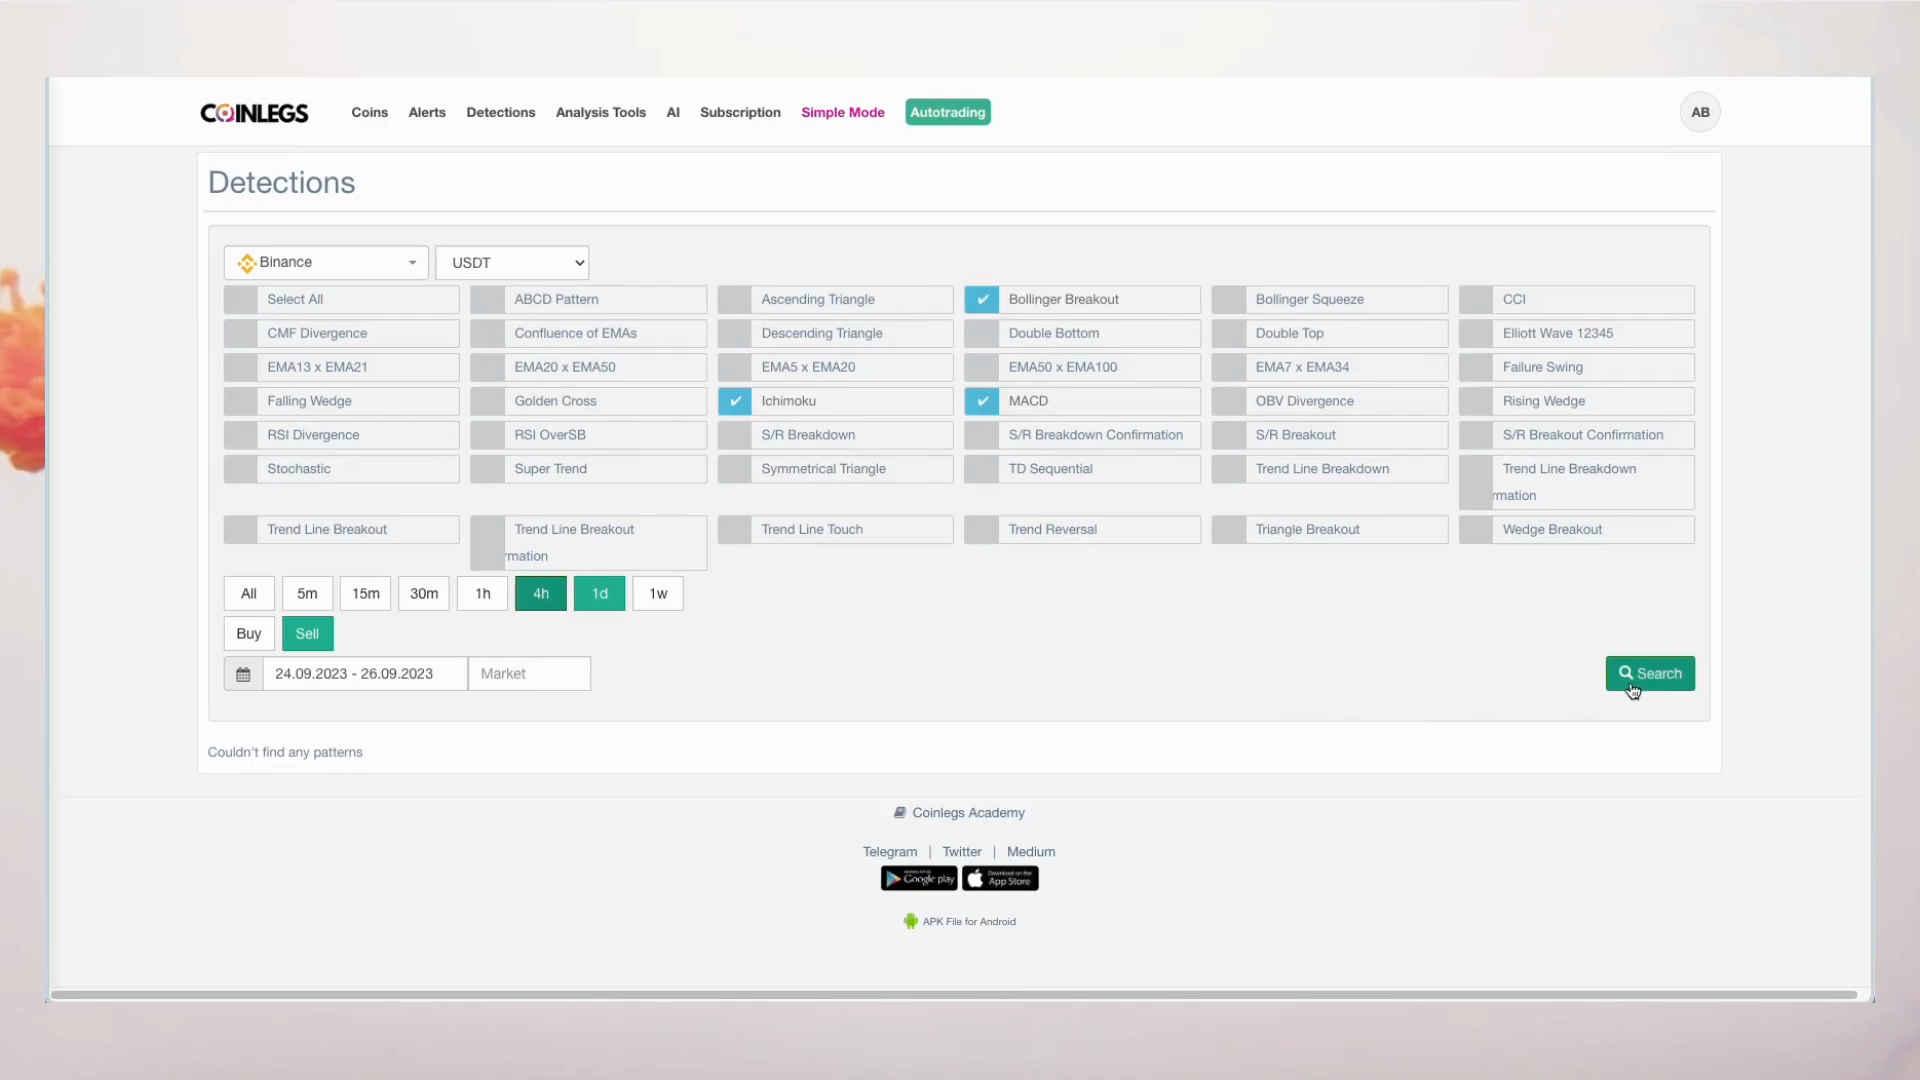 COINLEGS Coins Alerts Detections Analysis Tools AI Subscription Simple Mode Autotrading AB
Detections
Binance USDT
Select All ABCD Pattern Ascending Triangle Bollinger Breakout Bollinger Squeeze CCI
CMF Divergence Confluence of EMAs Descending Triangle Double Bottom Double Top Elliott Wave 12345
EMA13 x EMA21 EMA20 x EMA50 EMA5 x EMA20 EMA50 x EMA100 EMA7 x EMA34 Failure Swing
Falling Wedge Golden Cross Ichimoku MACD OBV Divergence Rising Wedge
RSI Divergence RSI OverSB S/R Breakdown S/R Breakdown Confirmation S/R Breakout S/R Breakout Confirmation
Stochastic Super Trend Symmetrical Triangle TD Sequential Trend Line Breakdown Trend Line Breakdown
rmation
Trend Line Breakout Trend Line Breakout Trend Line Touch Trend Reversal Triangle Breakout Wedge Breakout
rmation
All 5m 15m 30m 1h 4h 1d 1w
Buy Sell
24.09.2023 - 26.09.2023 Market Search
Couldn't find any patterns
Coinlegs Academy
Telegram | Twitter | Medium
Google play Download on the
App Store
APK File for Android